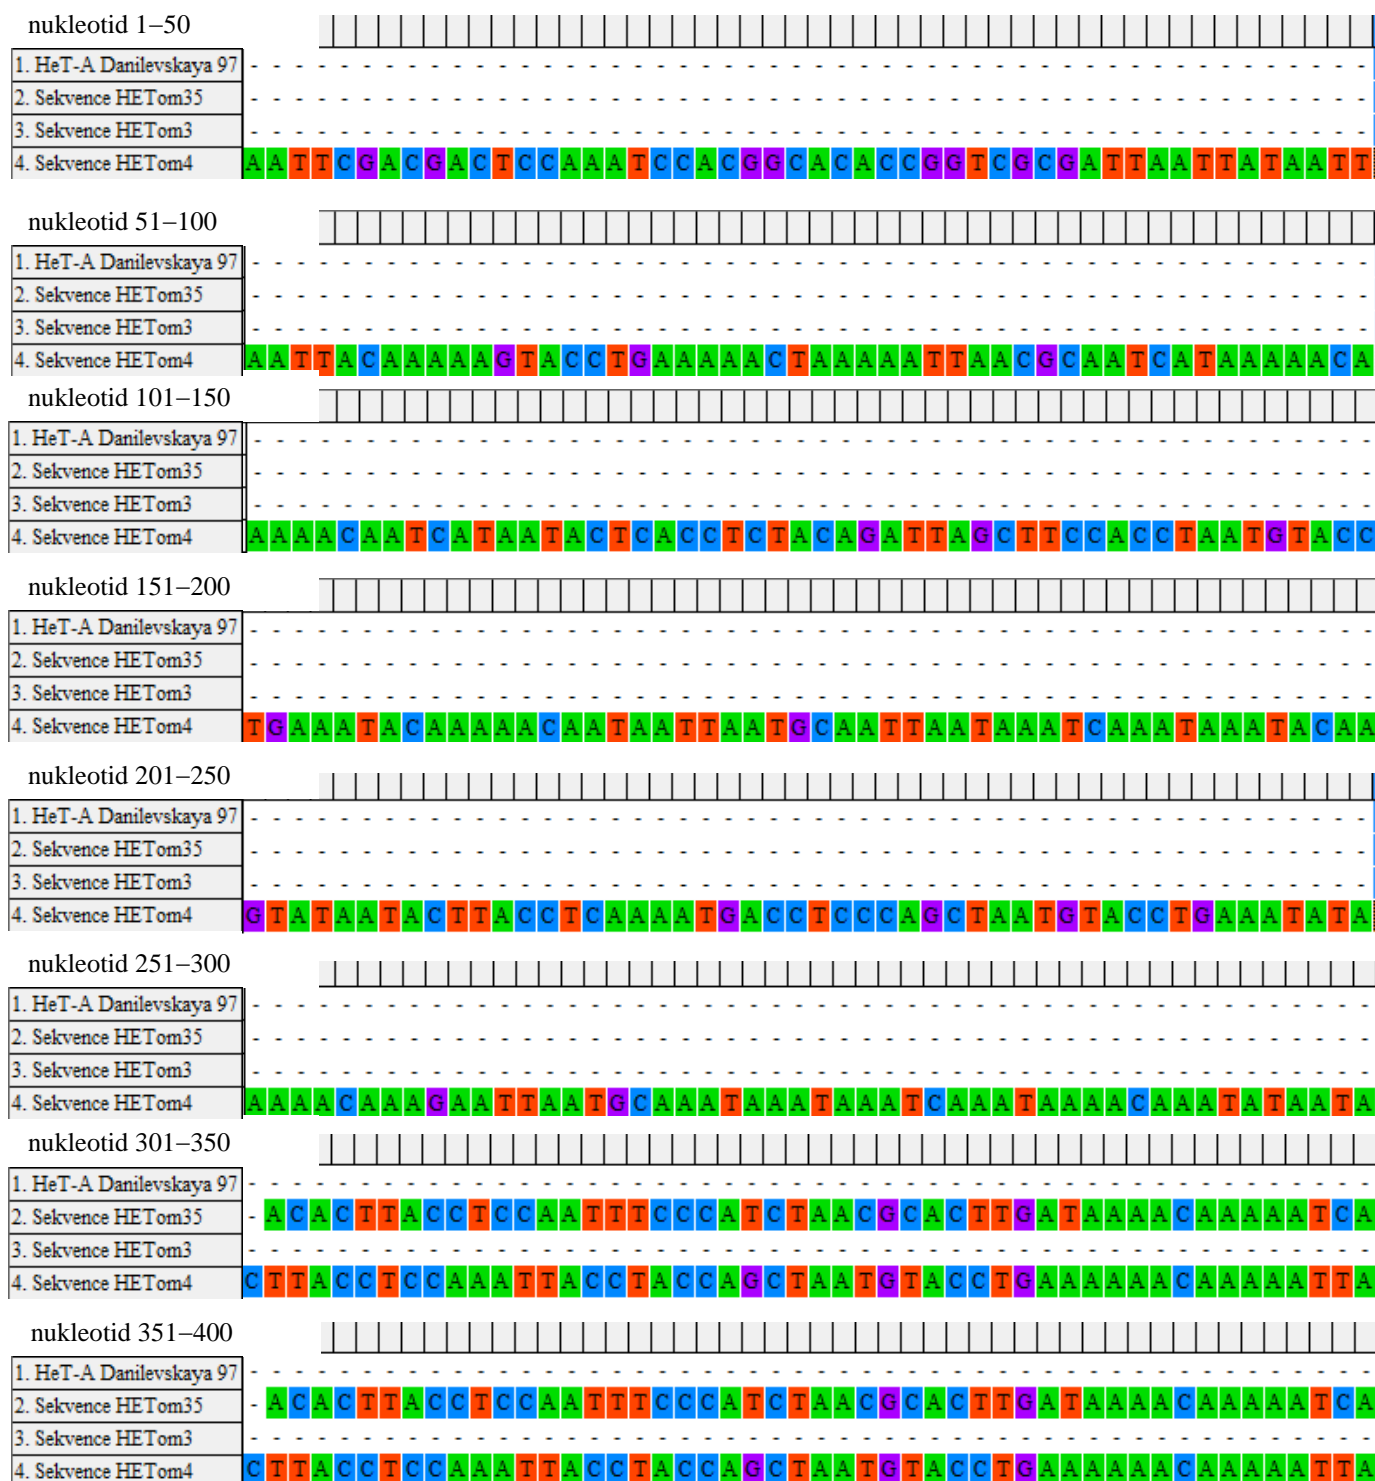 nukleotid 1–50
1. HeT-A Danilevskaya 97 - - - - - - - - - - - - - - - - - - - - - - - - - - - - - - - - - - - - - - - - - - - - - - - - - -
2. Sekvence HETom35 - - - - - - - - - - - - - - - - - - - - - - - - - - - - - - - - - - - - - - - - - - - - - - - - - -
3. Sekvence HETom3 - - - - - - - - - - - - - - - - - - - - - - - - - - - - - - - - - - - - - - - - - - - - - - - - - -
4. Sekvence HETom4 AATTCGACGACTCCAAATCCACGGCACACCGGTCGCGATTAATTATAATT
nukleotid 51–100
1. HeT-A Danilevskaya 97 - - - - - - - - - - - - - - - - - - - - - - - - - - - - - - - - - - - - - - - - - - - - - - - - - -
2. Sekvence HETom35 - - - - - - - - - - - - - - - - - - - - - - - - - - - - - - - - - - - - - - - - - - - - - - - - - -
3. Sekvence HETom3 - - - - - - - - - - - - - - - - - - - - - - - - - - - - - - - - - - - - - - - - - - - - - - - - - -
4. Sekvence HETom4 AATTACAAAAAGTACCTGAAAAACTAAAAATTAACGCAATCATAAAAACA
nukleotid 101–150
1. HeT-A Danilevskaya 97 - - - - - - - - - - - - - - - - - - - - - - - - - - - - - - - - - - - - - - - - - - - - - - - - - -
2. Sekvence HETom35 - - - - - - - - - - - - - - - - - - - - - - - - - - - - - - - - - - - - - - - - - - - - - - - - - -
3. Sekvence HETom3 - - - - - - - - - - - - - - - - - - - - - - - - - - - - - - - - - - - - - - - - - - - - - - - - - -
4. Sekvence HETom4 AAAACAATCATAATACTCACCTCTACAGATTAGCTTCCACCTAATGTACC
nukleotid 151–200
1. HeT-A Danilevskaya 97 - - - - - - - - - - - - - - - - - - - - - - - - - - - - - - - - - - - - - - - - - - - - - - - - - -
2. Sekvence HETom35 - - - - - - - - - - - - - - - - - - - - - - - - - - - - - - - - - - - - - - - - - - - - - - - - - -
3. Sekvence HETom3 - - - - - - - - - - - - - - - - - - - - - - - - - - - - - - - - - - - - - - - - - - - - - - - - - -
4. Sekvence HETom4 TGAAATACAAAAACAATAATTAATGCAATTAATAAATCAAATAAATACAA
nukleotid 201–250
1. HeT-A Danilevskaya 97 - - - - - - - - - - - - - - - - - - - - - - - - - - - - - - - - - - - - - - - - - - - - - - - - - -
2. Sekvence HETom35 - - - - - - - - - - - - - - - - - - - - - - - - - - - - - - - - - - - - - - - - - - - - - - - - - -
3. Sekvence HETom3 - - - - - - - - - - - - - - - - - - - - - - - - - - - - - - - - - - - - - - - - - - - - - - - - - -
4. Sekvence HETom4 GTATAATACTTACCTCAAAATGACCTCCCAGCTAATGTACCTGAAATATA
nukleotid 251–300
1. HeT-A Danilevskaya 97 - - - - - - - - - - - - - - - - - - - - - - - - - - - - - - - - - - - - - - - - - - - - - - - - - -
2. Sekvence HETom35 - - - - - - - - - - - - - - - - - - - - - - - - - - - - - - - - - - - - - - - - - - - - - - - - - -
3. Sekvence HETom3 - - - - - - - - - - - - - - - - - - - - - - - - - - - - - - - - - - - - - - - - - - - - - - - - - -
4. Sekvence HETom4 AAAACAAAGAATTAATGCAAATAAATAAATCAAATAAAACAAATATAATA
nukleotid 301–350
1. HeT-A Danilevskaya 97 - - - - - - - - - - - - - - - - - - - - - - - - - - - - - - - - - - - - - - - - - - - - - - - - - -
2. Sekvence HETom35 -ACACTTACCTCCAATTTCCCATCTAACGCACTTGATAAAACAAAAATCA
3. Sekvence HETom3 - - - - - - - - - - - - - - - - - - - - - - - - - - - - - - - - - - - - - - - - - - - - - - - - - -
4. Sekvence HETom4 CTTACCTCCAAATTACCTACCAGCTAATGTACCTGAAAAAACAAAAATTA
nukleotid 351–400
1. HeT-A Danilevskaya 97 - - - - - - - - - - - - - - - - - - - - - - - - - - - - - - - - - - - - - - - - - - - - - - - - - -
2. Sekvence HETom35 -ACACTTACCTCCAATTTCCCATCTAACGCACTTGATAAAACAAAAATCA
3. Sekvence HETom3 - - - - - - - - - - - - - - - - - - - - - - - - - - - - - - - - - - - - - - - - - - - - - - - - - -
4. Sekvence HETom4 CTTACCTCCAAATTACCTACCAGCTAATGTACCTGAAAAAACAAAAATTA